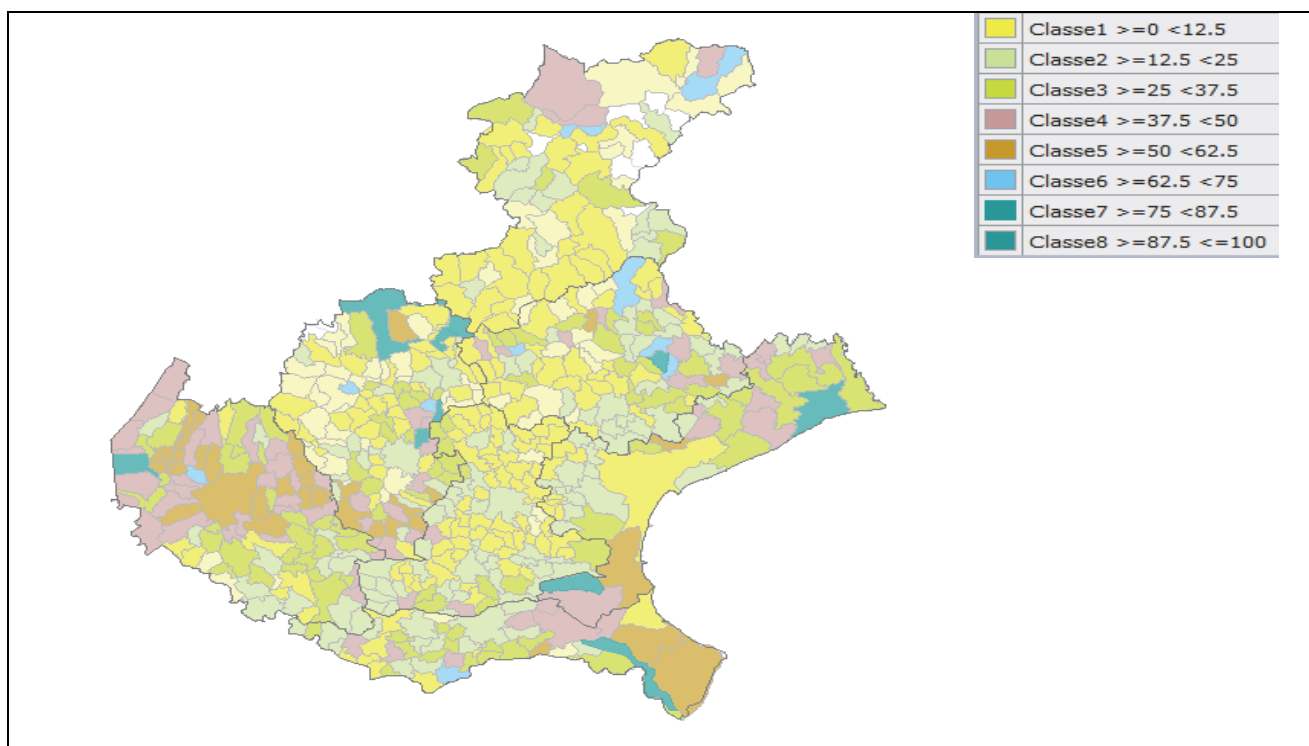 Classe1 >=0 <12.5
Classe2 >=12.5 <25
Classe3 >=25 <37.5
Classe4 >=37.5 <50
Classe5 >=50 <62.5
Classe6 >=62.5 <75
Classe7 >=75 <87.5
Classe8 >=87.5 <=100